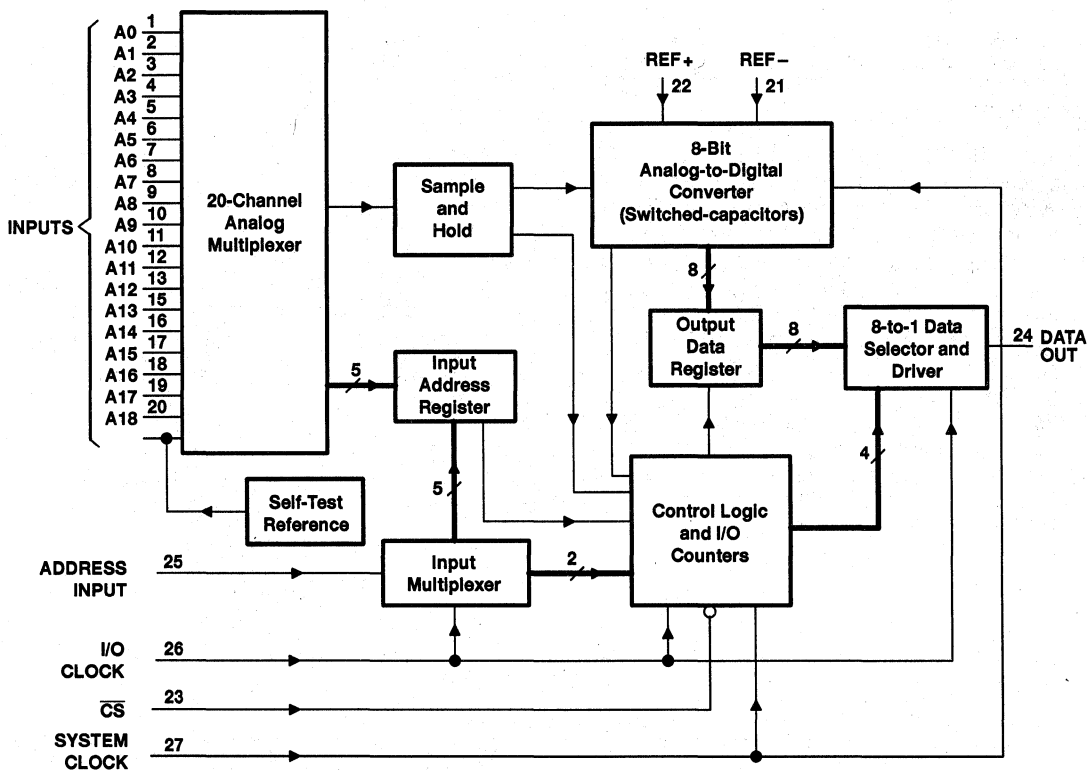 INPUTS
A0 1
A1 2
A2 3
A3 4
A4 5
A5 6
A6 7
A7 8
A8 9
A9 10
A10 11
A11 12
A12 13
A13 15
A14 16
A15 17
A16 18
A17 19
A18 20
20-Channel
Analog
Multiplexer
Sample
and
Hold
REF+
22
REF−
21
8-Bit
Analog-to-Digital
Converter
(Switched-capacitors)
8
Output
Data
Register
8
8-to-1 Data
Selector and
Driver
24 DATA
OUT
5
Input
Address
Register
5
4
Self-Test
Reference
Control Logic
and I/O
Counters
ADDRESS
INPUT
25
Input
Multiplexer
2
I/O
CLOCK
26
C̅S̅
23
SYSTEM
CLOCK
27